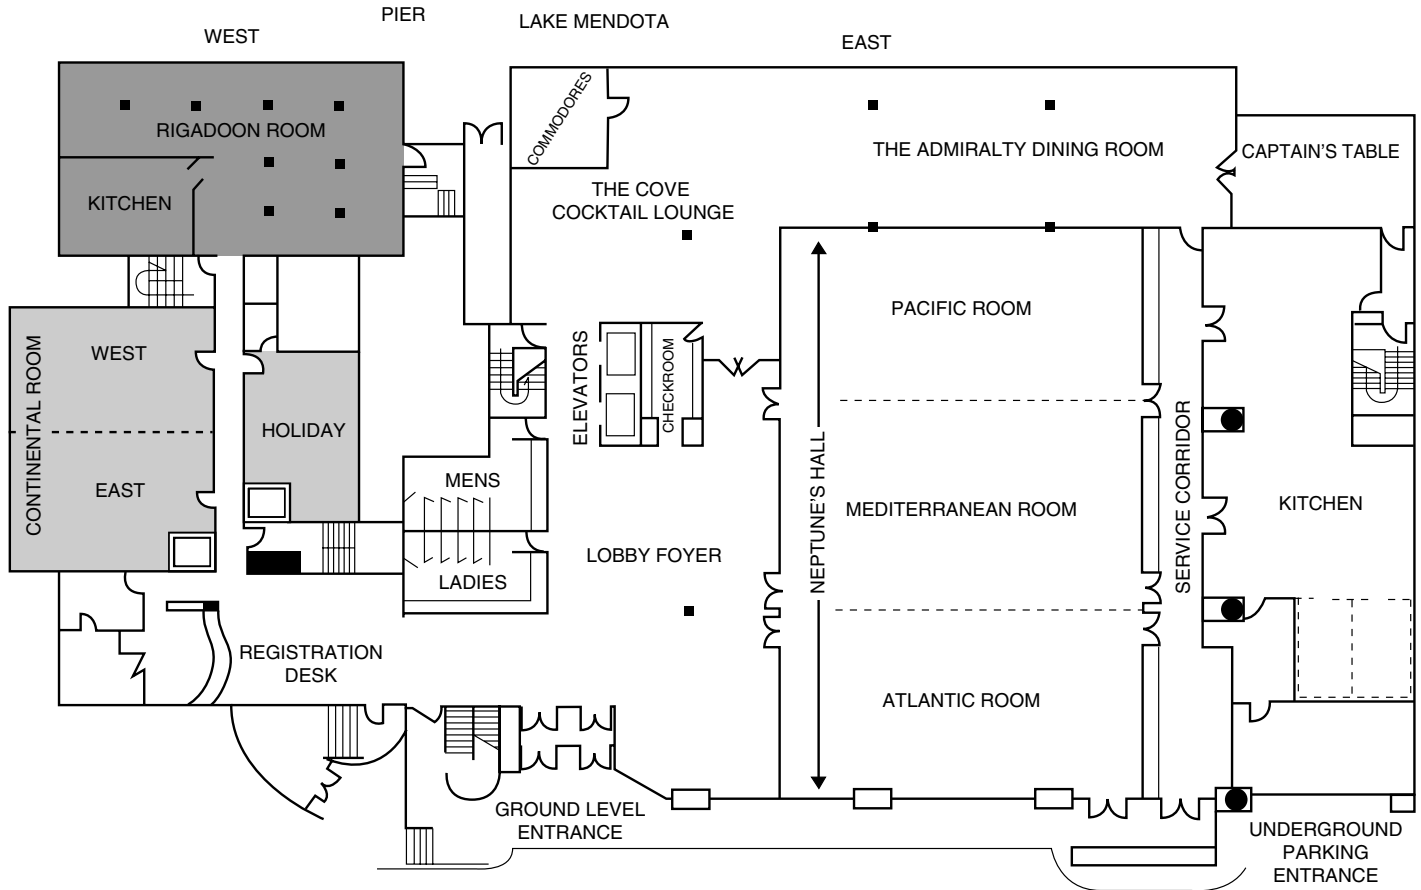 PIER
LAKE MENDOTA
WEST
EAST
COMMODORES
RIGADOON ROOM
THE ADMIRALTY DINING ROOM
CAPTAIN'S TABLE
KITCHEN
THE COVE
COCKTAIL LOUNGE
PACIFIC ROOM
CONTINENTAL ROOM
WEST
EAST
HOLIDAY
ELEVATORS
CHECKROOM
NEPTUNE'S HALL
MENS
LADIES
MEDITERRANEAN ROOM
SERVICE CORRIDOR
KITCHEN
LOBBY FOYER
REGISTRATION
DESK
ATLANTIC ROOM
GROUND LEVEL
ENTRANCE
UNDERGROUND
PARKING
ENTRANCE